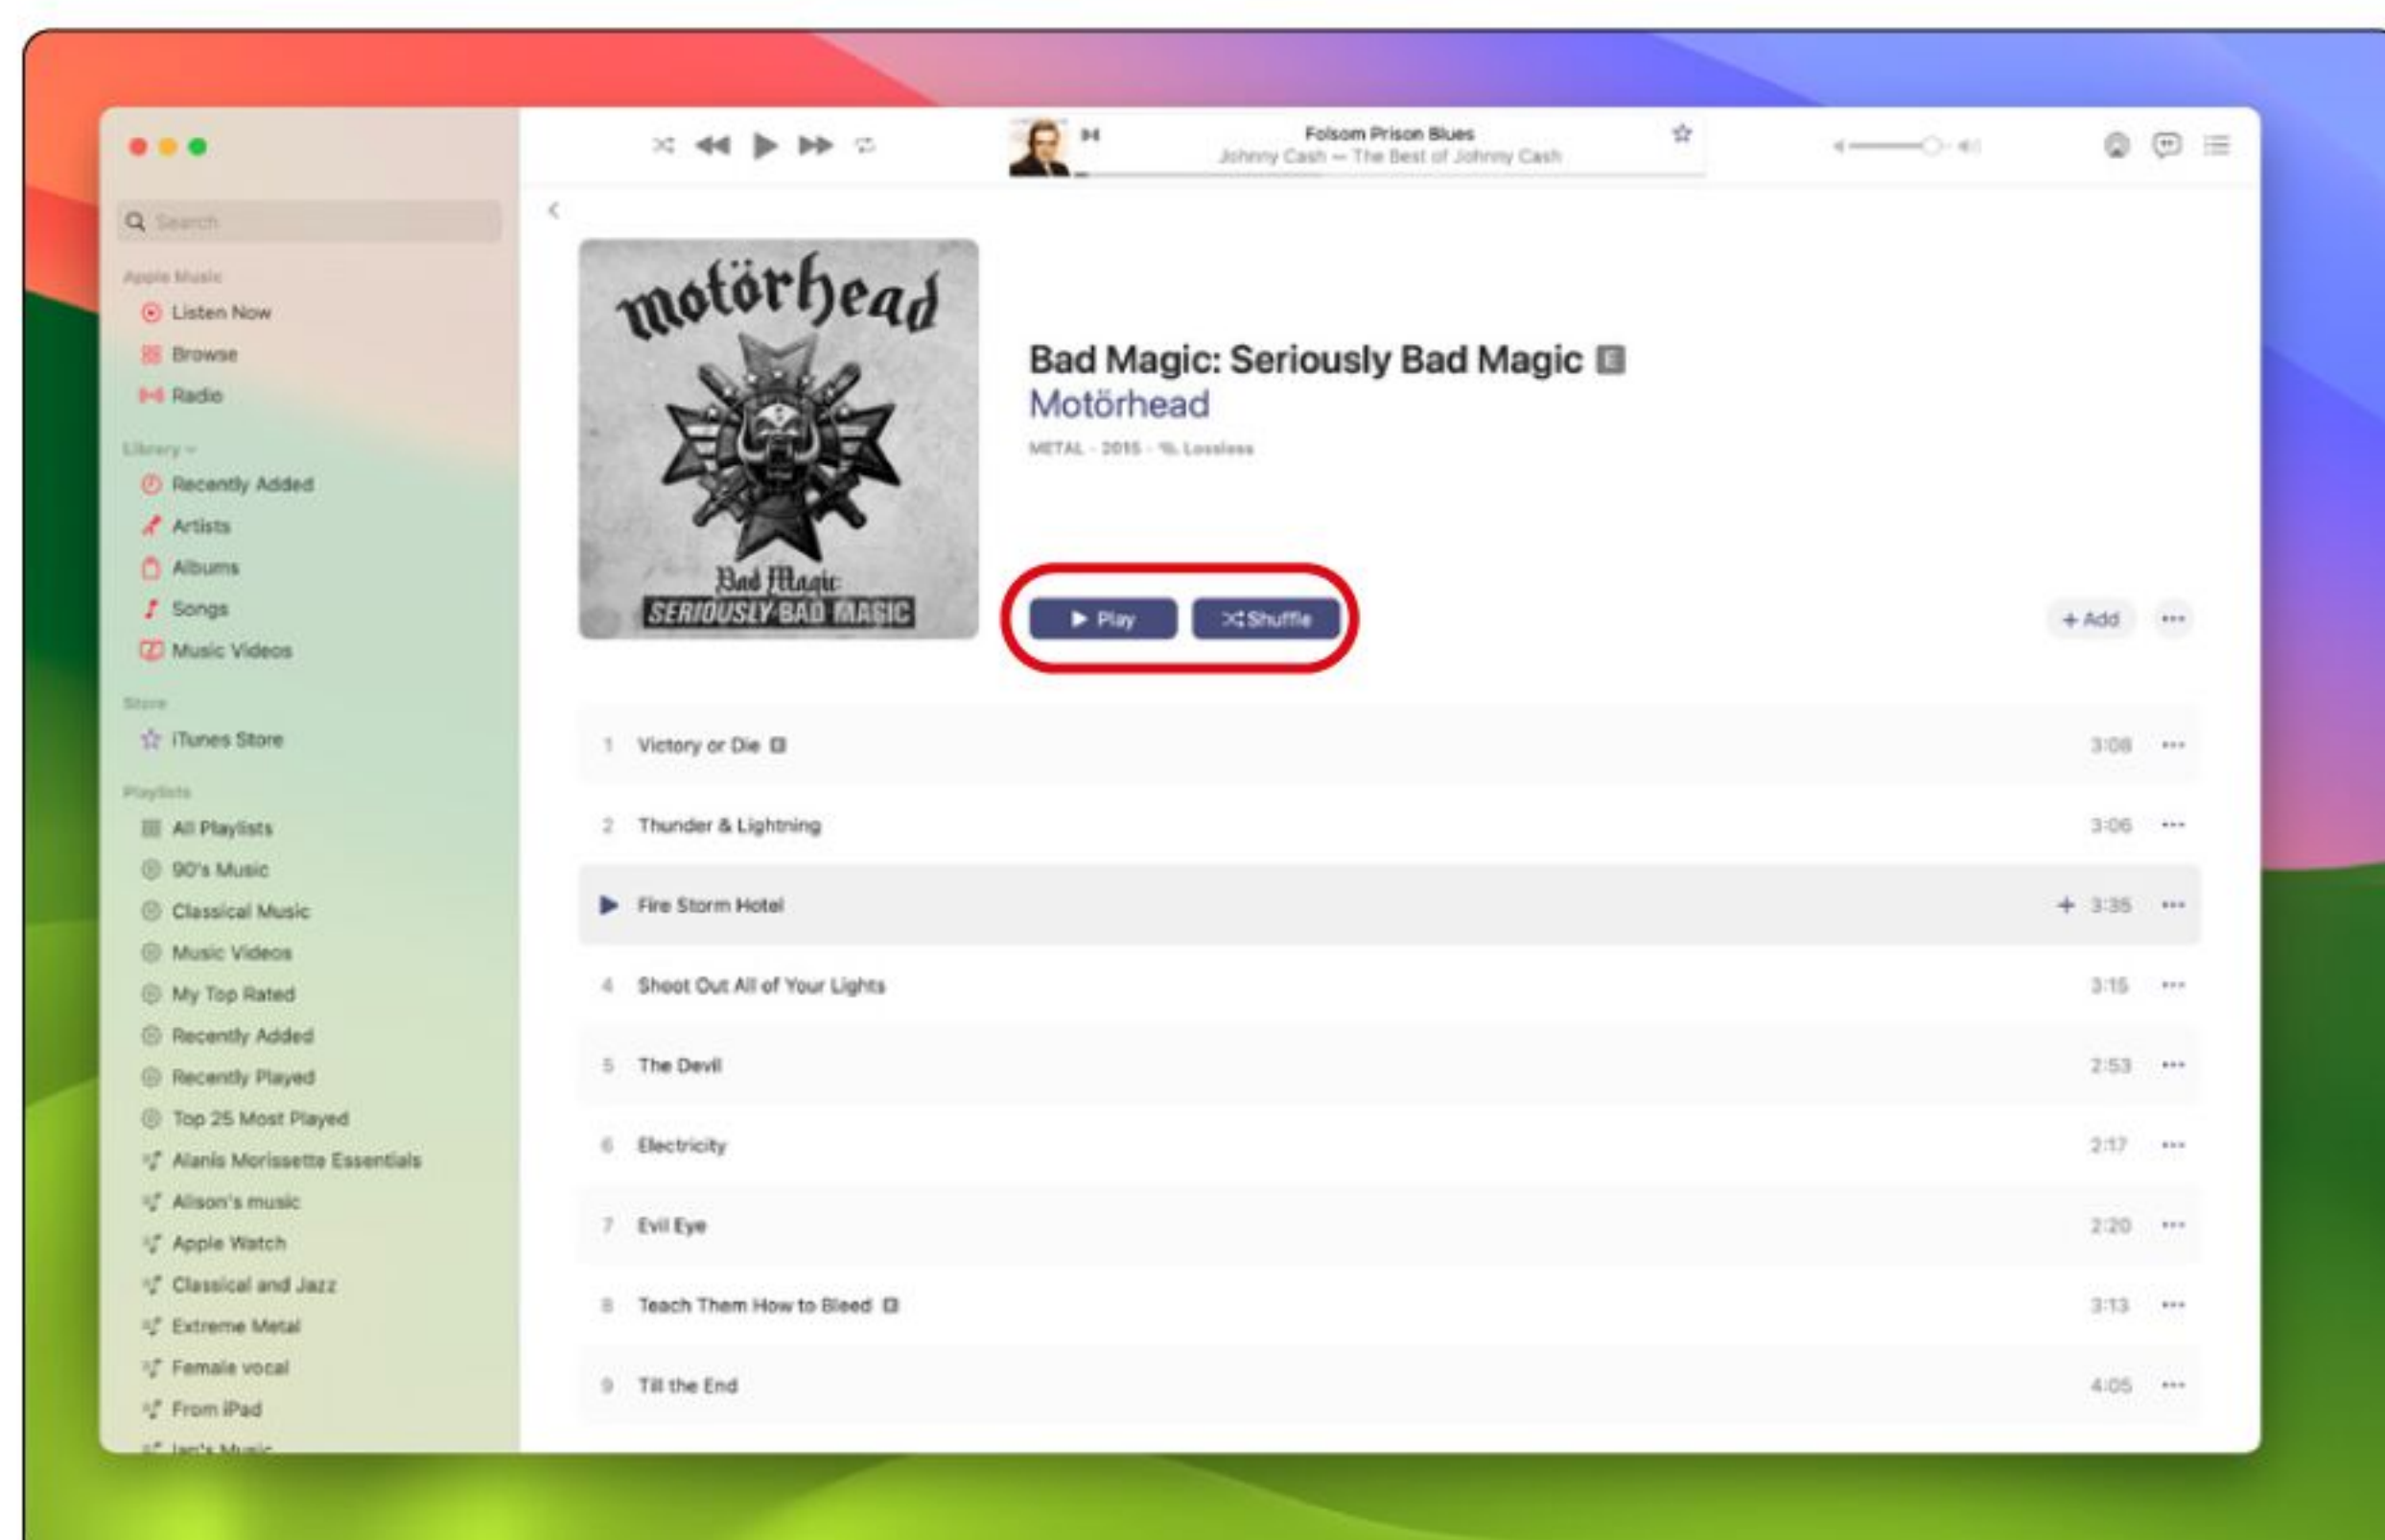 Folsom Prison Blues
Johnny Cash — The Best of Johnny Cash
Search
Apple Music
Listen Now
Browse
Radio
Library
Recently Added
Artists
Albums
Songs
Music Videos
Store
iTunes Store
Playlists
All Playlists
90's Music
Classical Music
Music Videos
My Top Rated
Recently Added
Recently Played
Top 25 Most Played
Alanis Morissette Essentials
Alison's music
Apple Watch
Classical and Jazz
Extreme Metal
Female vocal
From iPad
Ian's Music
motörhead
Bad Magic:
SERIOUSLY BAD MAGIC
Bad Magic: Seriously Bad Magic E
Motörhead
METAL · 2015 · Lossless
Play Shuffle + Add
1 Victory or Die E 3:08
2 Thunder & Lightning 3:06
Fire Storm Hotel + 3:35
4 Shoot Out All of Your Lights 3:15
5 The Devil 2:53
6 Electricity 2:17
7 Evil Eye 2:20
8 Teach Them How to Bleed E 3:13
9 Till the End 4:05